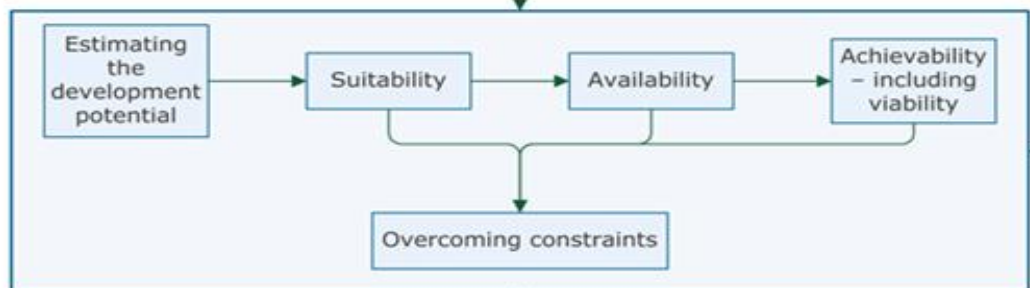 Estimating
the
development
potential
Suitability
Availability
Achievability
– including
viability
Overcoming constraints